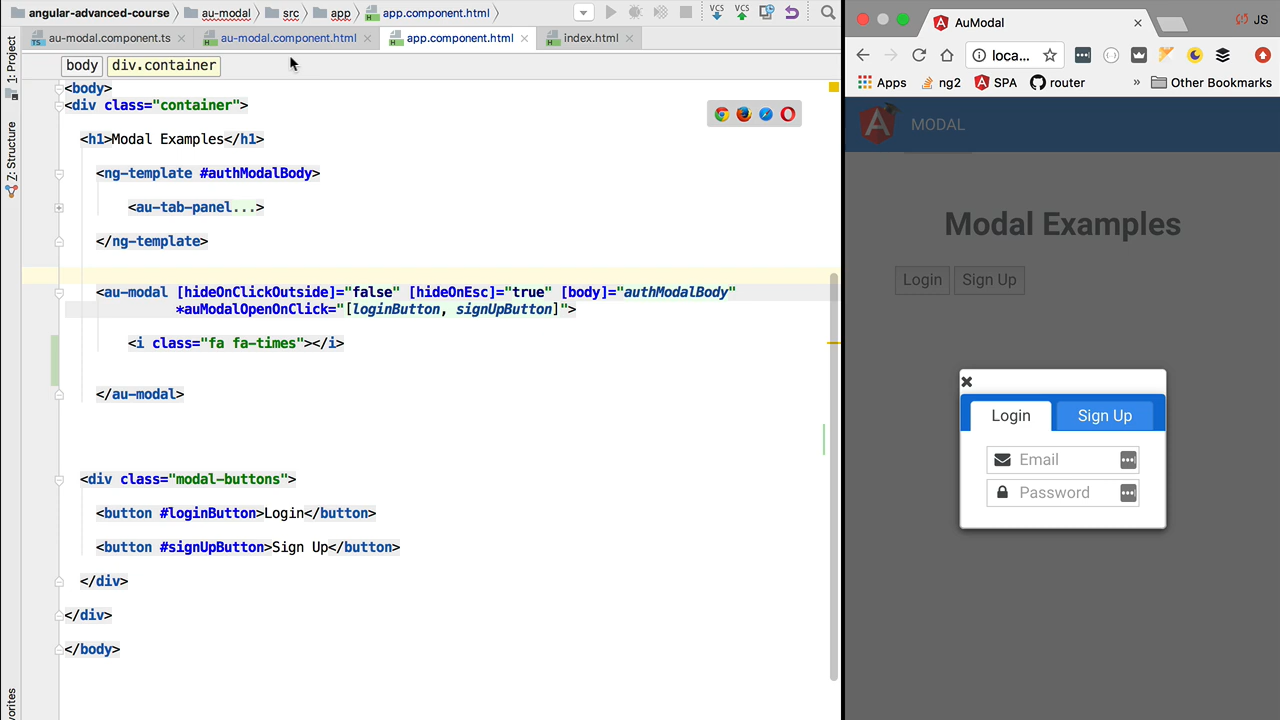 angular-advanced-course
au-modal
src
app
app.component.html
VCS
VCS
au-modal.component.ts
au-modal.component.html
app.component.html
index.html
1: Project
Z: Structure
vorites
body
div.container
<body>
<div class="container">
<h1>Modal Examples</h1>
<ng-template #authModalBody>
<au-tab-panel...>
</ng-template>
<au-modal [hideOnClickOutside]="false" [hideOnEsc]="true" [body]="authModalBody"
*auModalOpenOnClick="[loginButton, signUpButton]">
<i class="fa fa-times"></i>
</au-modal>
<div class="modal-buttons">
<button #loginButton>Login</button>
<button #signUpButton>Sign Up</button>
</div>
</div>
</body>
AuModal
JS
loca...
Apps
ng2
SPA
router
»
Other Bookmarks
MODAL
Modal Examples
Login
Sign Up
Login
Sign Up
Email
Password